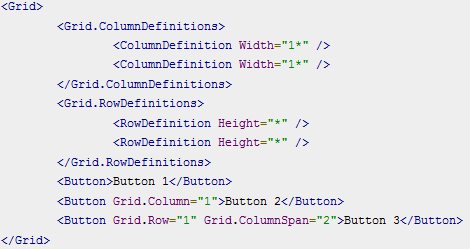 <Grid>
<Grid.ColumnDefinitions>
<ColumnDefinition Width="1*" />
<ColumnDefinition Width="1*" />
</Grid.ColumnDefinitions>
<Grid.RowDefinitions>
<RowDefinition Height="*" />
<RowDefinition Height="*" />
</Grid.RowDefinitions>
<Button>Button 1</Button>
<Button Grid.Column="1">Button 2</Button>
<Button Grid.Row="1" Grid.ColumnSpan="2">Button 3</Button>
</Grid>